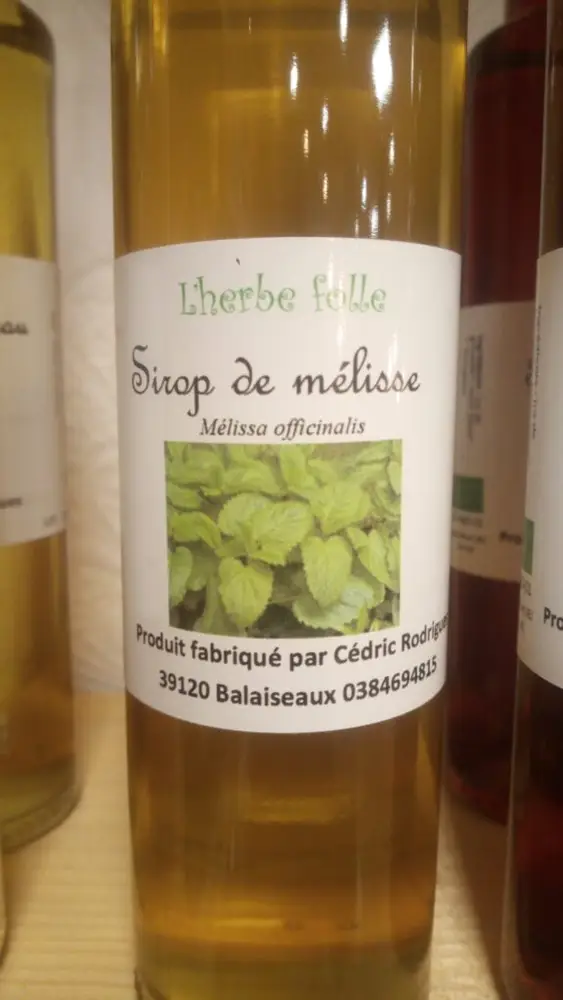 L'herbe folle
Sirop de mélisse
Mélissa officinalis
Produit fabriqué par Cédric
39120 Balaiseaux 0384694815